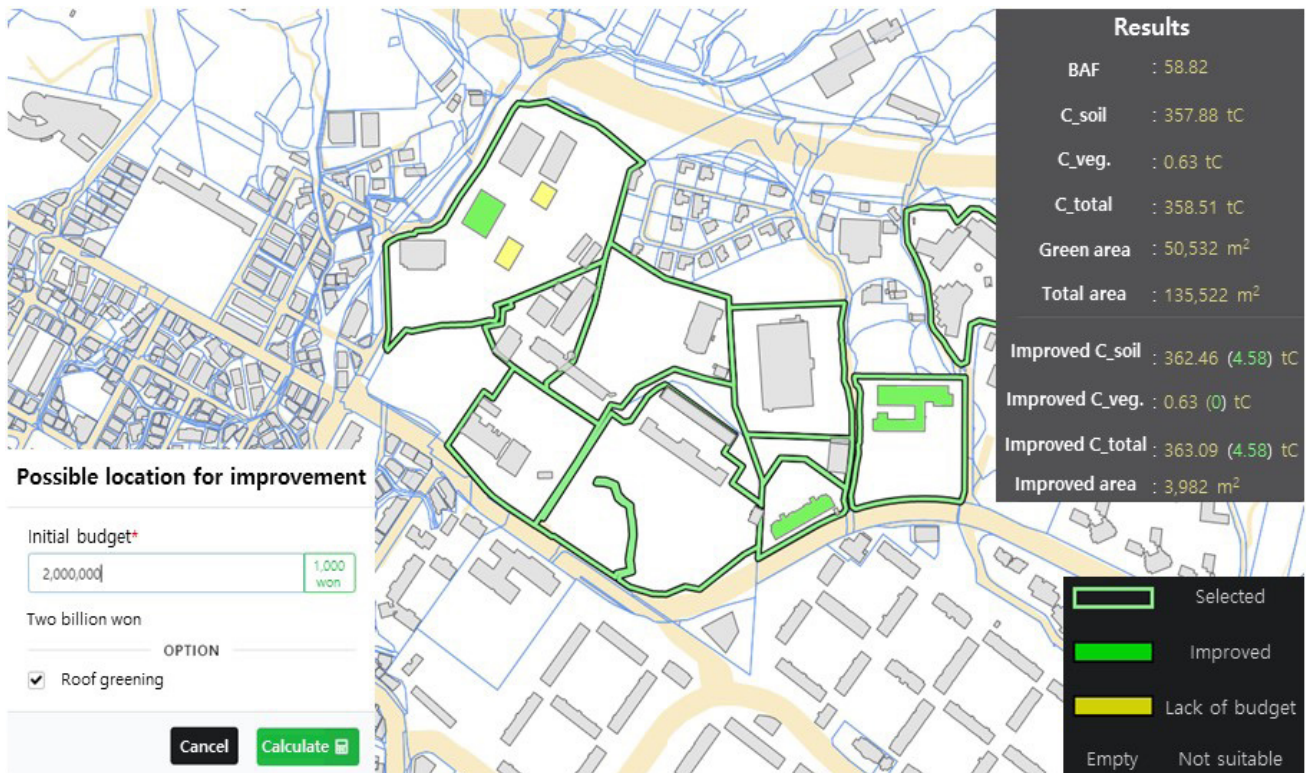 Results
BAF : 58.82
C_soil : 357.88 tC
C_veg. : 0.63 tC
C_total : 358.51 tC
Green area : 50,532 m²
Total area : 135,522 m²
Improved C_soil : 362.46 (4.58) tC
Improved C_veg. : 0.63 (0) tC
Improved C_total : 363.09 (4.58) tC
Improved area : 3,982 m²
Possible location for improvement
Initial budget*
2,000,000
1,000
won
Two billion won
OPTION
Roof greening
Cancel
Calculate
Selected
Improved
Lack of budget
Empty Not suitable